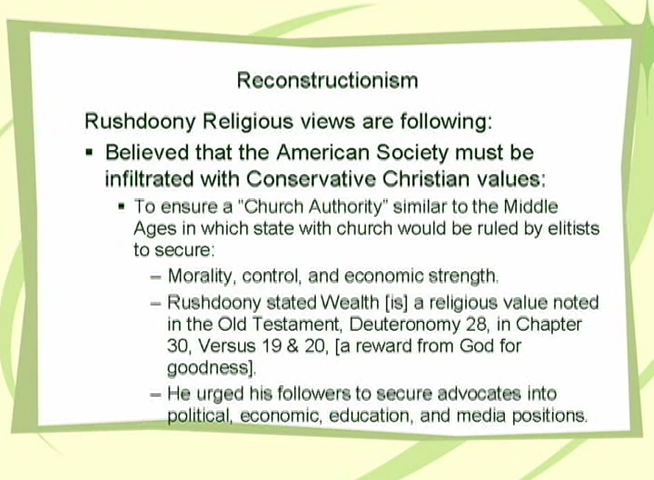 Reconstructionism
Rushdoony Religious views are following:
▪ Believed that the American Society must be
infiltrated with Conservative Christian values:
▪ To ensure a "Church Authority" similar to the Middle
Ages in which state with church would be ruled by elitists
to secure:
– Morality, control, and economic strength.
– Rushdoony stated Wealth [is] a religious value noted
in the Old Testament, Deuteronomy 28, in Chapter
30, Versus 19 & 20, [a reward from God for
goodness].
– He urged his followers to secure advocates into
political, economic, education, and media positions.